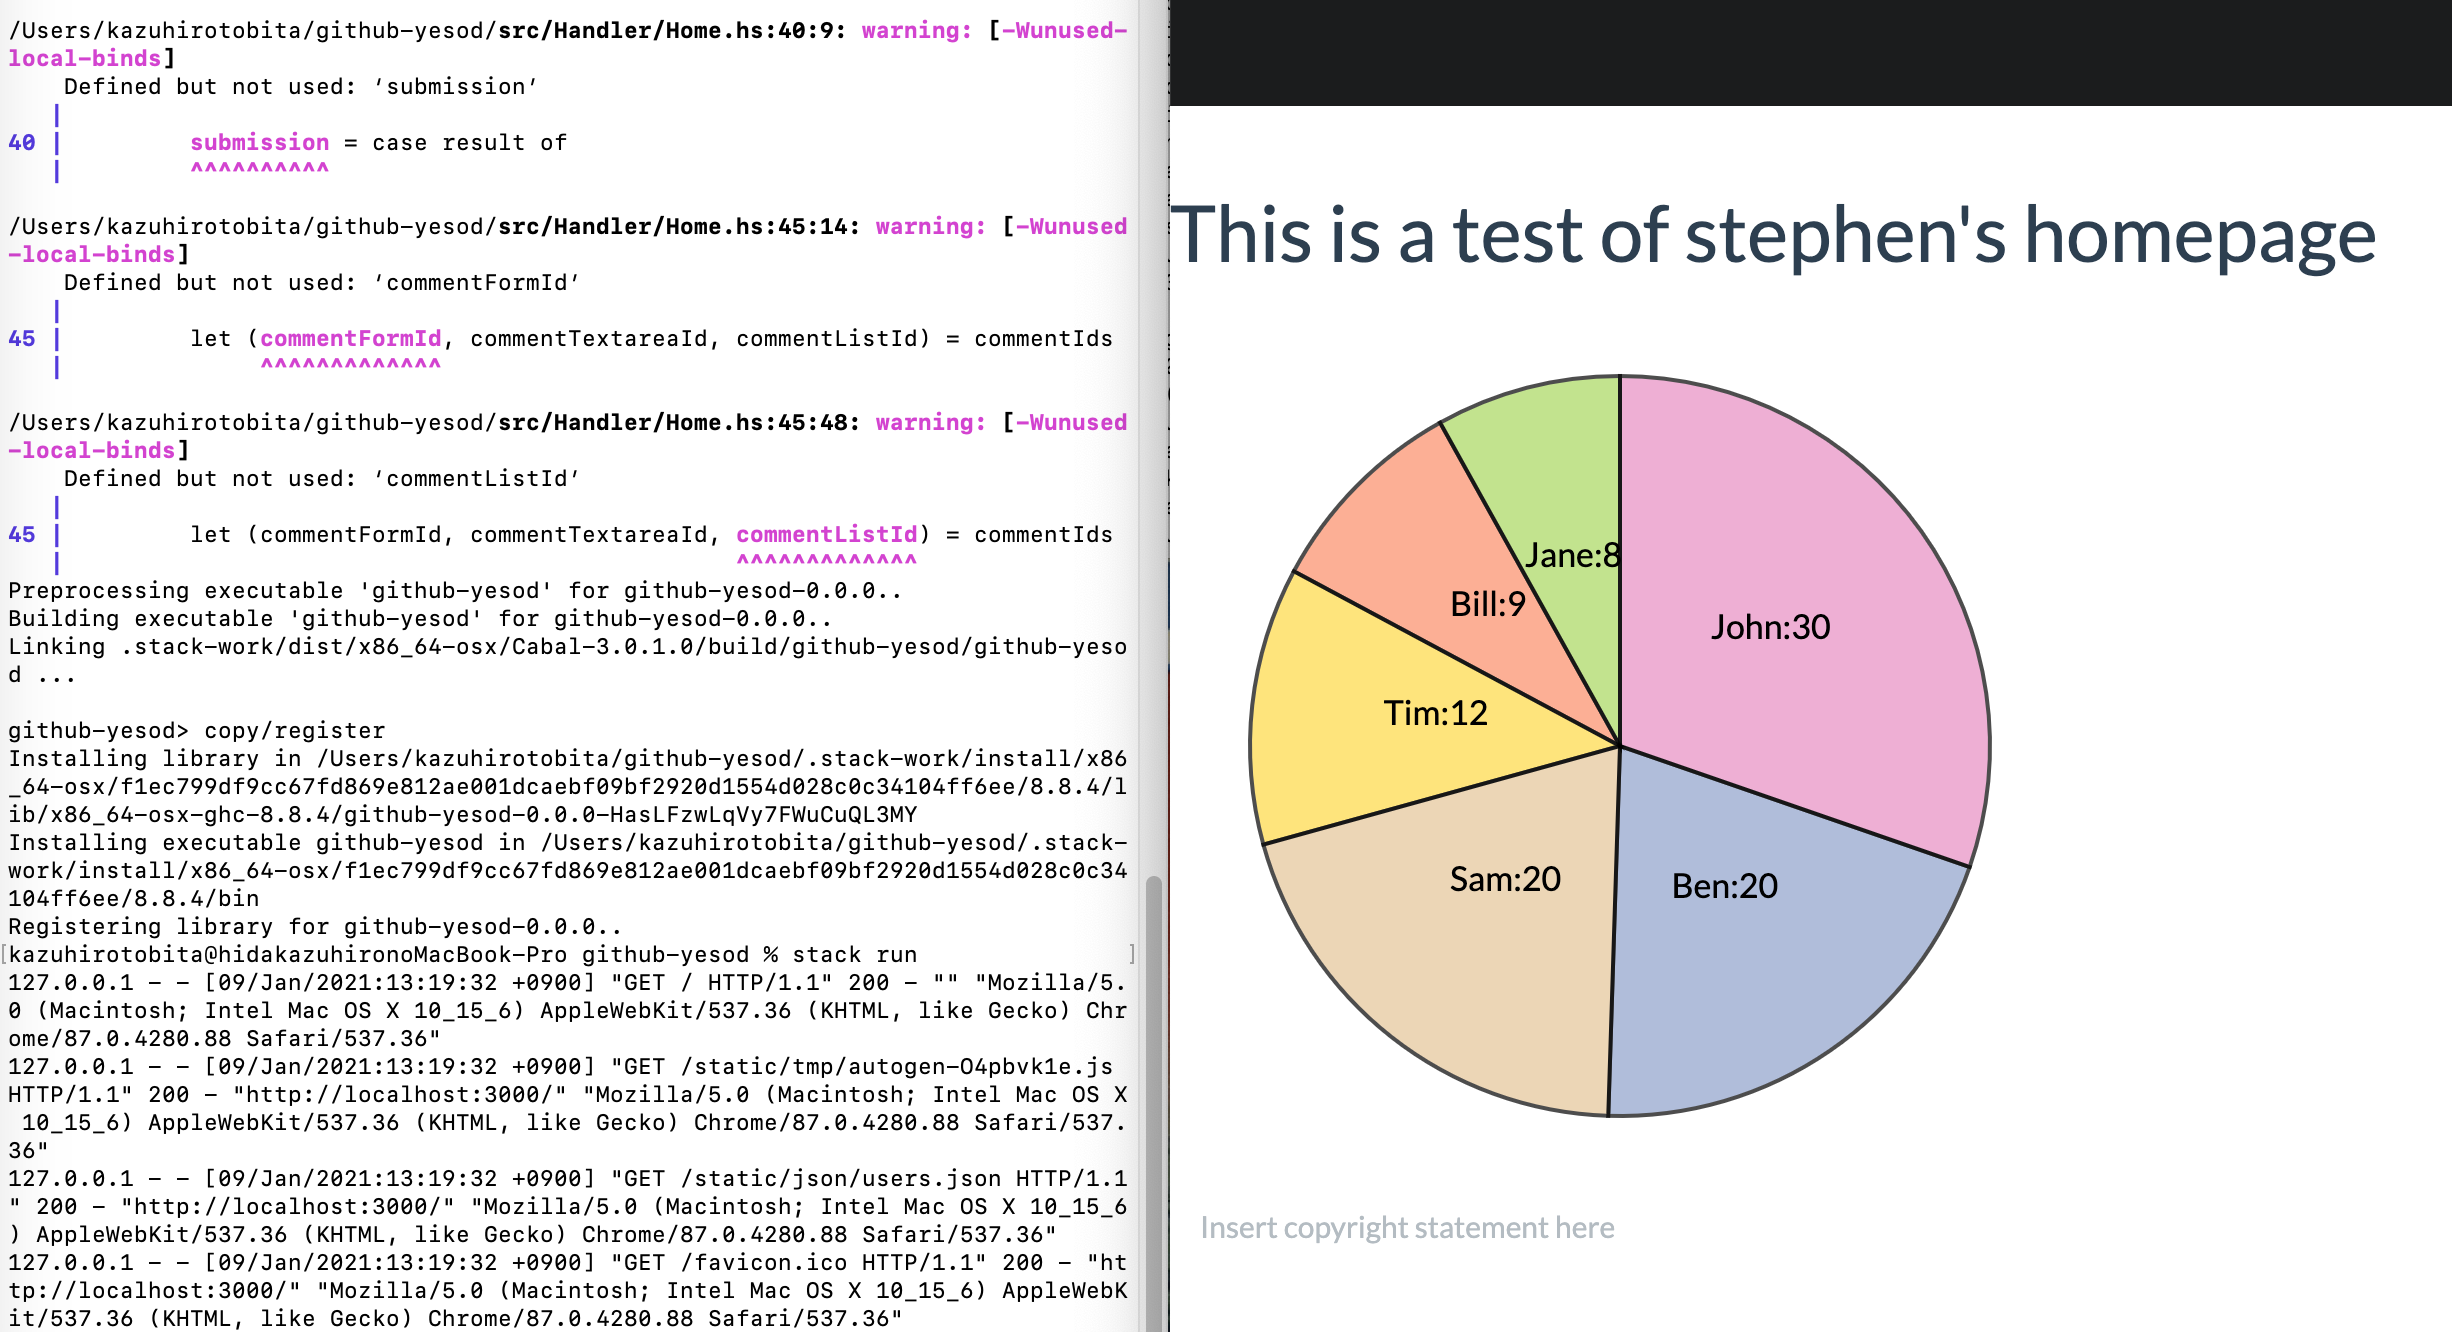 /Users/kazuhirotobita/github-yesod/src/Handler/Home.hs:40:9: warning: [-Wunused-
local-binds]
    Defined but not used: ‘submission’
   |
40 |         submission = case result of
   |         ^^^^^^^^^^
/Users/kazuhirotobita/github-yesod/src/Handler/Home.hs:45:14: warning: [-Wunused
-local-binds]
    Defined but not used: ‘commentFormId’
   |
45 |         let (commentFormId, commentTextareaId, commentListId) = commentIds
   |              ^^^^^^^^^^^^^
/Users/kazuhirotobita/github-yesod/src/Handler/Home.hs:45:48: warning: [-Wunused
-local-binds]
    Defined but not used: ‘commentListId’
   |
45 |         let (commentFormId, commentTextareaId, commentListId) = commentIds
   |                                                ^^^^^^^^^^^^^
Preprocessing executable 'github-yesod' for github-yesod-0.0.0..
Building executable 'github-yesod' for github-yesod-0.0.0..
Linking .stack-work/dist/x86_64-osx/Cabal-3.0.1.0/build/github-yesod/github-yeso
d ...
github-yesod> copy/register
Installing library in /Users/kazuhirotobita/github-yesod/.stack-work/install/x86
_64-osx/f1ec799df9cc67fd869e812ae001dcaebf09bf2920d1554d028c0c34104ff6ee/8.8.4/l
ib/x86_64-osx-ghc-8.8.4/github-yesod-0.0.0-HasLFzwLqVy7FWuCuQL3MY
Installing executable github-yesod in /Users/kazuhirotobita/github-yesod/.stack-
work/install/x86_64-osx/f1ec799df9cc67fd869e812ae001dcaebf09bf2920d1554d028c0c34
104ff6ee/8.8.4/bin
Registering library for github-yesod-0.0.0..
[kazuhirotobita@hidakazuhironoMacBook-Pro github-yesod % stack run ]
127.0.0.1 - - [09/Jan/2021:13:19:32 +0900] "GET / HTTP/1.1" 200 - "" "Mozilla/5.
0 (Macintosh; Intel Mac OS X 10_15_6) AppleWebKit/537.36 (KHTML, like Gecko) Chr
ome/87.0.4280.88 Safari/537.36"
127.0.0.1 - - [09/Jan/2021:13:19:32 +0900] "GET /static/tmp/autogen-O4pbvk1e.js
HTTP/1.1" 200 - "http://localhost:3000/" "Mozilla/5.0 (Macintosh; Intel Mac OS X
 10_15_6) AppleWebKit/537.36 (KHTML, like Gecko) Chrome/87.0.4280.88 Safari/537.
36"
127.0.0.1 - - [09/Jan/2021:13:19:32 +0900] "GET /static/json/users.json HTTP/1.1
" 200 - "http://localhost:3000/" "Mozilla/5.0 (Macintosh; Intel Mac OS X 10_15_6
) AppleWebKit/537.36 (KHTML, like Gecko) Chrome/87.0.4280.88 Safari/537.36"
127.0.0.1 - - [09/Jan/2021:13:19:32 +0900] "GET /favicon.ico HTTP/1.1" 200 - "ht
tp://localhost:3000/" "Mozilla/5.0 (Macintosh; Intel Mac OS X 10_15_6) AppleWebK
it/537.36 (KHTML, like Gecko) Chrome/87.0.4280.88 Safari/537.36"
This is a test of stephen's homepage
Jane:8
Bill:9
John:30
Tim:12
Sam:20
Ben:20
Insert copyright statement here